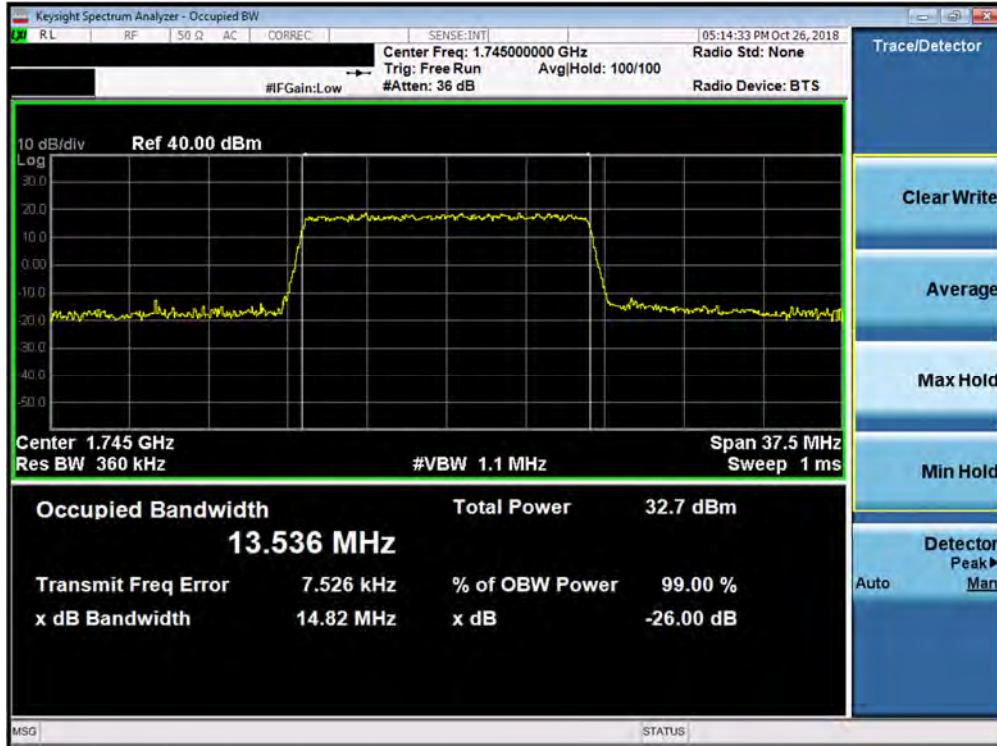 Keysight Spectrum Analyzer - Occupied BW
LXI RL RF 50 Ω AC CORREC SENSE:INT 05:14:33 PM Oct 26, 2018
Center Freq: 1.745000000 GHz Radio Std: None
Trig: Free Run Avg|Hold: 100/100
#IFGain:Low #Atten: 36 dB Radio Device: BTS
Trace/Detector
10 dB/div Ref 40.00 dBm
Log
30.0
20.0
10.0
0.00
-10.0
-20.0
-30.0
-40.0
-50.0
Center 1.745 GHz Span 37.5 MHz
Res BW 360 kHz #VBW 1.1 MHz Sweep 1 ms
Occupied Bandwidth Total Power 32.7 dBm
13.536 MHz
Transmit Freq Error 7.526 kHz % of OBW Power 99.00 %
x dB Bandwidth 14.82 MHz x dB -26.00 dB
Clear Write
Average
Max Hold
Min Hold
Detector
Peak▶
Auto Man
MSG STATUS